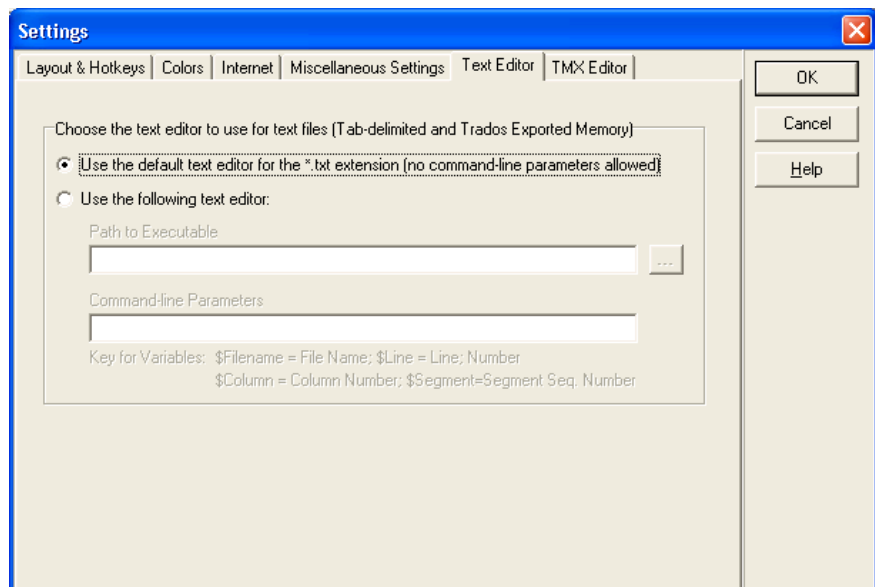 Settings
Layout & Hotkeys Colors Internet Miscellaneous Settings Text Editor TMX Editor
OK
Cancel
Help
Choose the text editor to use for text files (Tab-delimited and Trados Exported Memory)
Use the default text editor for the *.txt extension (no command-line parameters allowed)
Use the following text editor:
Path to Executable
...
Command-line Parameters
Key for Variables: $Filename = File Name; $Line = Line; Number
$Column = Column Number; $Segment=Segment Seq. Number